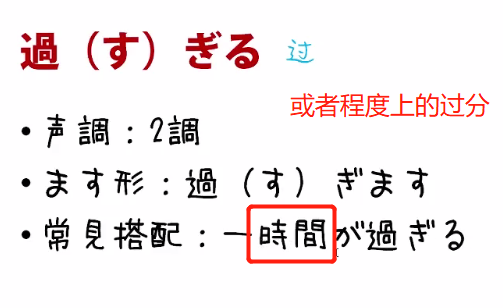 過（す）ぎる 过
或者程度上的过分
• 声調：2調
• ます形：過（す）ぎます
• 常見搭配：一時間が過ぎる